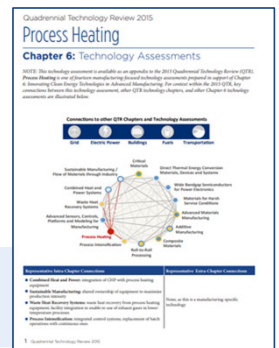 Quadrennial Technology Review 2015
Process Heating
Chapter 6: Technology Assessments
NOTE: This technology assessment is available as an appendix to the 2015 Quadrennial Technology Review (QTR).
Process Heating is one of fourteen manufacturing-focused technology assessments prepared in support of Chapter
6: Innovating Clean Energy Technologies in Advanced Manufacturing. For context within the 2015 QTR, key
connections between this technology assessment, other QTR technology chapters, and other Chapter 6 technology
assessments are illustrated below.
Connections to other QTR Chapters and Technology Assessments
Grid
Electric Power
Buildings
Fuels
Transportation
Critical
Materials
Sustainable Manufacturing /
Flow of Materials through Industry
Direct Thermal Energy Conversion
Materials, Devices and Systems
Combined Heat and
Power Systems
Wide Bandgap Semiconductors
for Power Electronics
Waste Heat
Recovery Systems
Materials for Harsh
Service Conditions
Advanced Sensors, Controls,
Platforms and Modeling for
Manufacturing
Advanced Materials
Manufacturing
Process Heating
Additive
Manufacturing
Process Intensification
Composite
Materials
Roll-to-Roll
Processing
Representative Intra-Chapter Connections
Representative Extra-Chapter Connections
Combined Heat and Power: integration of CHP with process heating
equipment
Sustainable Manufacturing: shared ownership of equipment to maximize
production intensity
Waste Heat Recovery Systems: waste heat recovery from process heating
equipment; facility integration to enable re-use of exhaust gases in lower-
temperature processes
Process Intensification: integrated control systems; replacement of batch
operations with continuous ones
None, as this is a manufacturing-specific
technology
1 Quadrennial Technology Review 2015